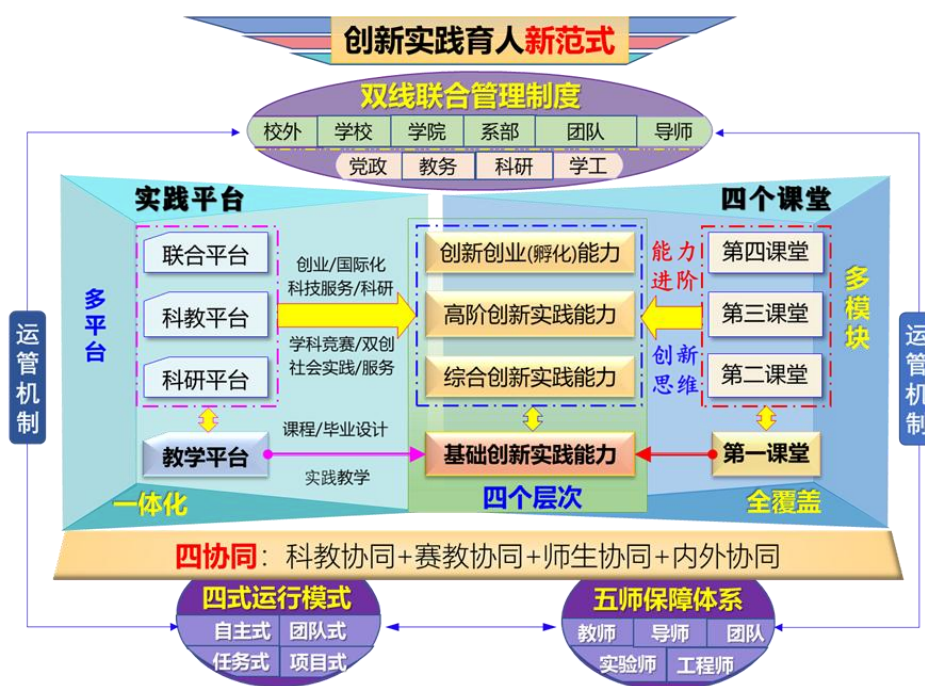 创新实践育人新范式
双线联合管理制度
校外 学校 学院 系部 团队 导师
党政 教务 科研 学工
实践平台
四个课堂
联合平台
科教平台
科研平台
教学平台
多平台
一体化
创业/国际化
科技服务/科研
学科竞赛/双创
社会实践/服务
课程/毕业设计
实践教学
创新创业(孵化)能力
高阶创新实践能力
综合创新实践能力
基础创新实践能力
四个层次
能力
进阶
创新
思维
第四课堂
第三课堂
第二课堂
第一课堂
多模块
全覆盖
运管机制
运管机制
四协同：科教协同+赛教协同+师生协同+内外协同
四式运行模式
自主式 团队式
任务式 项目式
五师保障体系
教师 导师 团队
实验师 工程师